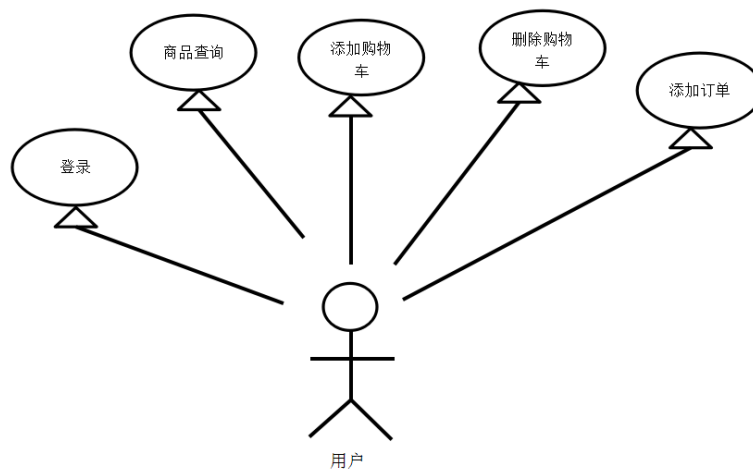 商品查询
添加购物
车
删除购物
车
添加订单
登录
用户